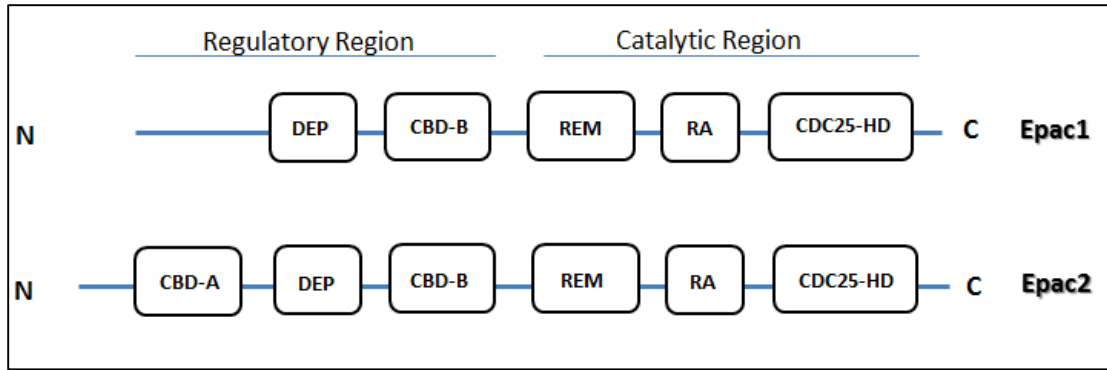 Regulatory Region Catalytic Region
N DEP CBD-B REM RA CDC25-HD C Epac1
N CBD-A DEP CBD-B REM RA CDC25-HD C Epac2